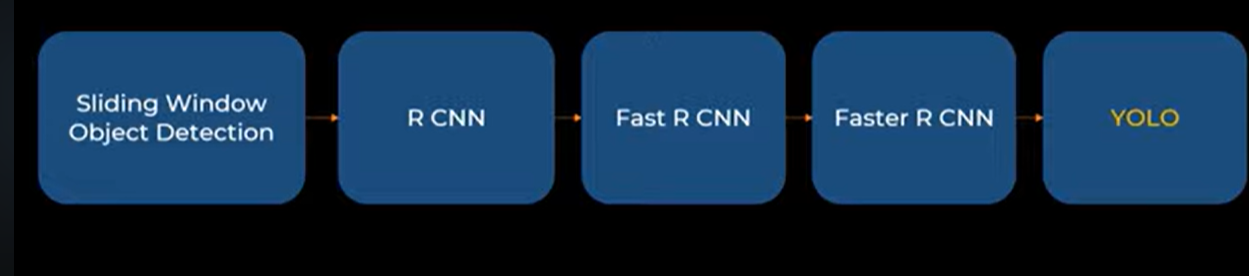 Sliding Window
Object Detection
R CNN
Fast R CNN
Faster R CNN
YOLO